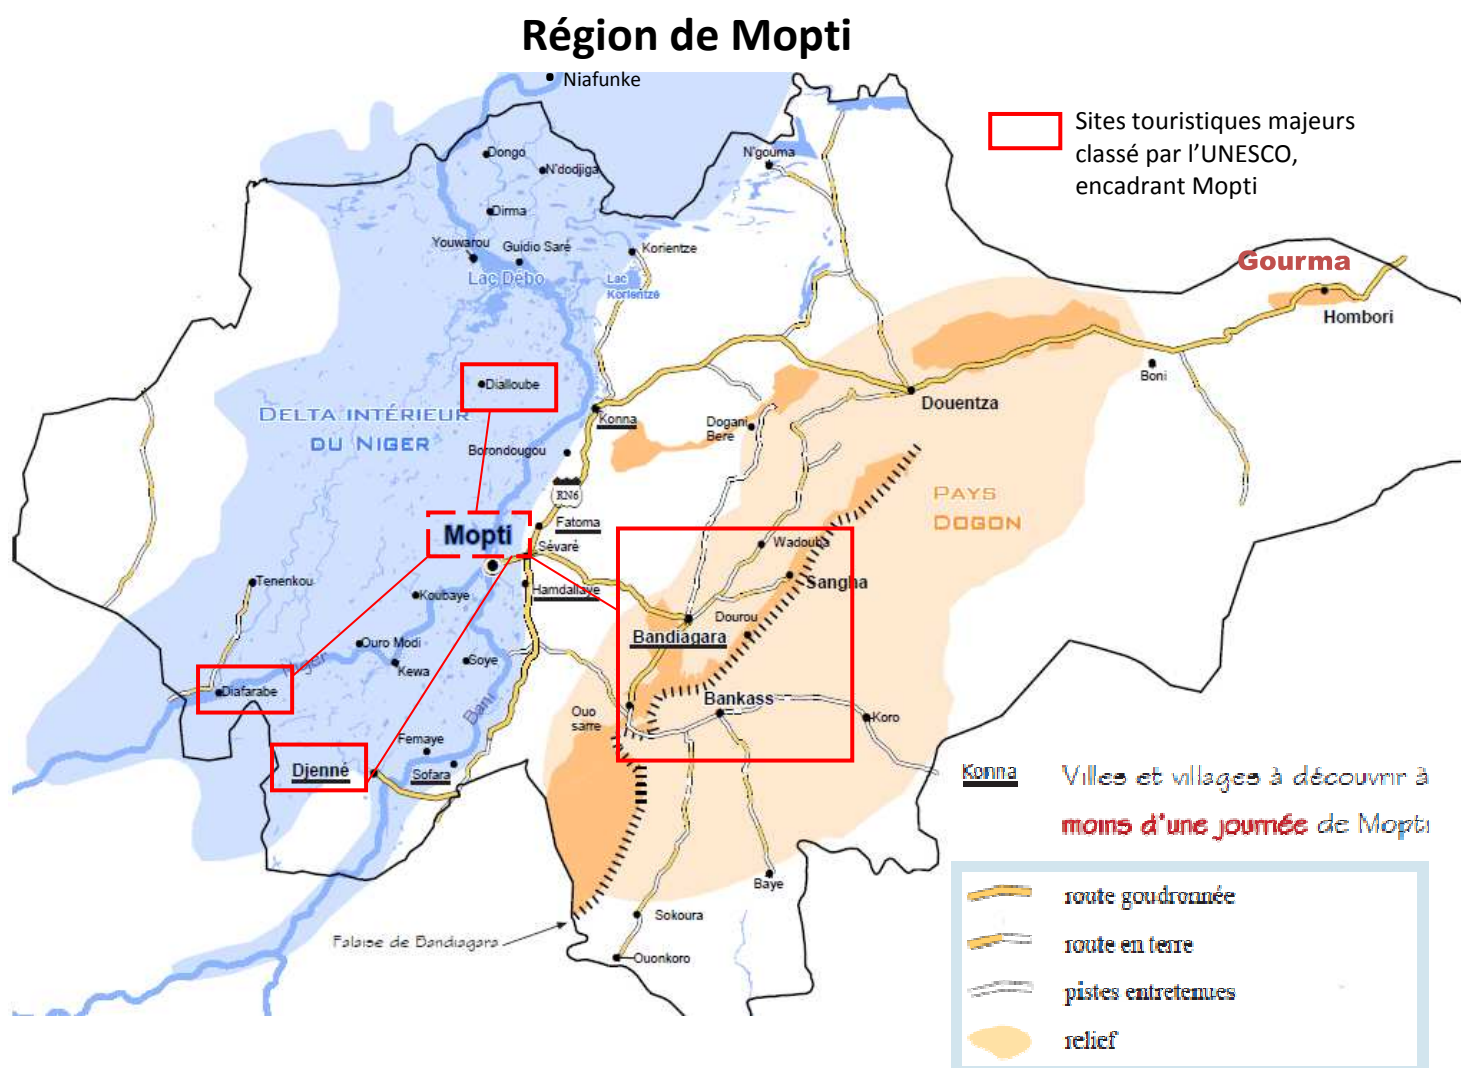 Région de Mopti
Niafunke
Sites touristiques majeurs
classé par l'UNESCO,
encadrant Mopti
Dongo
N'dodjiga
N'gouma
Dirma
Youwarou
Guidio Saré
Korientze
Lac Débo
Lac
Korientzé
Gourma
Hombori
Boni
Dialloube
DELTA INTÉRIEUR
DU NIGER
Konna
Dogani
Bere
Douentza
Borondougou
RN6
PAYS
DOGON
Mopti
Fatoma
Sévaré
Wadouba
Sangha
Tenenkou
Koubaye
Hamdallaye
Dourou
Bandiagara
Ouro Modi
Niger
Kewa
Soye
Diafarabe
Bani
Bankass
Ouo
sarre
Koro
Femaye
Djenné
Sofara
Konna
Villes et villages à découvrir à
moins d'une journée de Mopti
Baye
Sokoura
Falaise de Bandiagara
Ouonkoro
route goudronnée
route en terre
pistes entretenues
relief